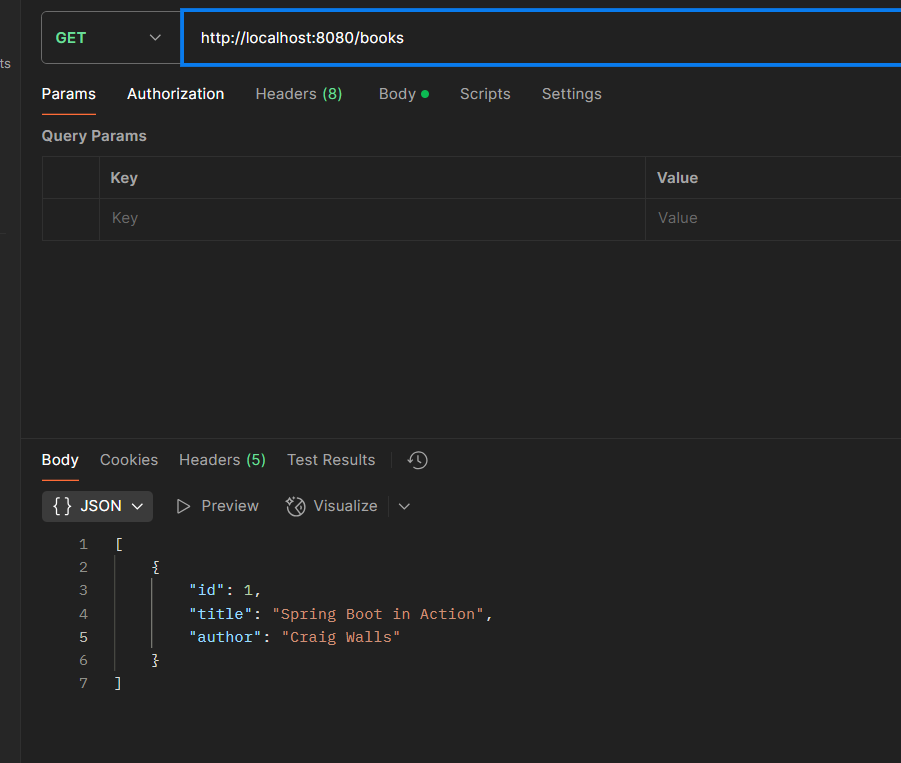 GET http://localhost:8080/books
ts
Params Authorization Headers (8) Body Scripts Settings
Query Params
Key Value
Key Value
Body Cookies Headers (5) Test Results
{} JSON Preview Visualize
1 [
2 {
3 "id": 1,
4 "title": "Spring Boot in Action",
5 "author": "Craig Walls"
6 }
7 ]